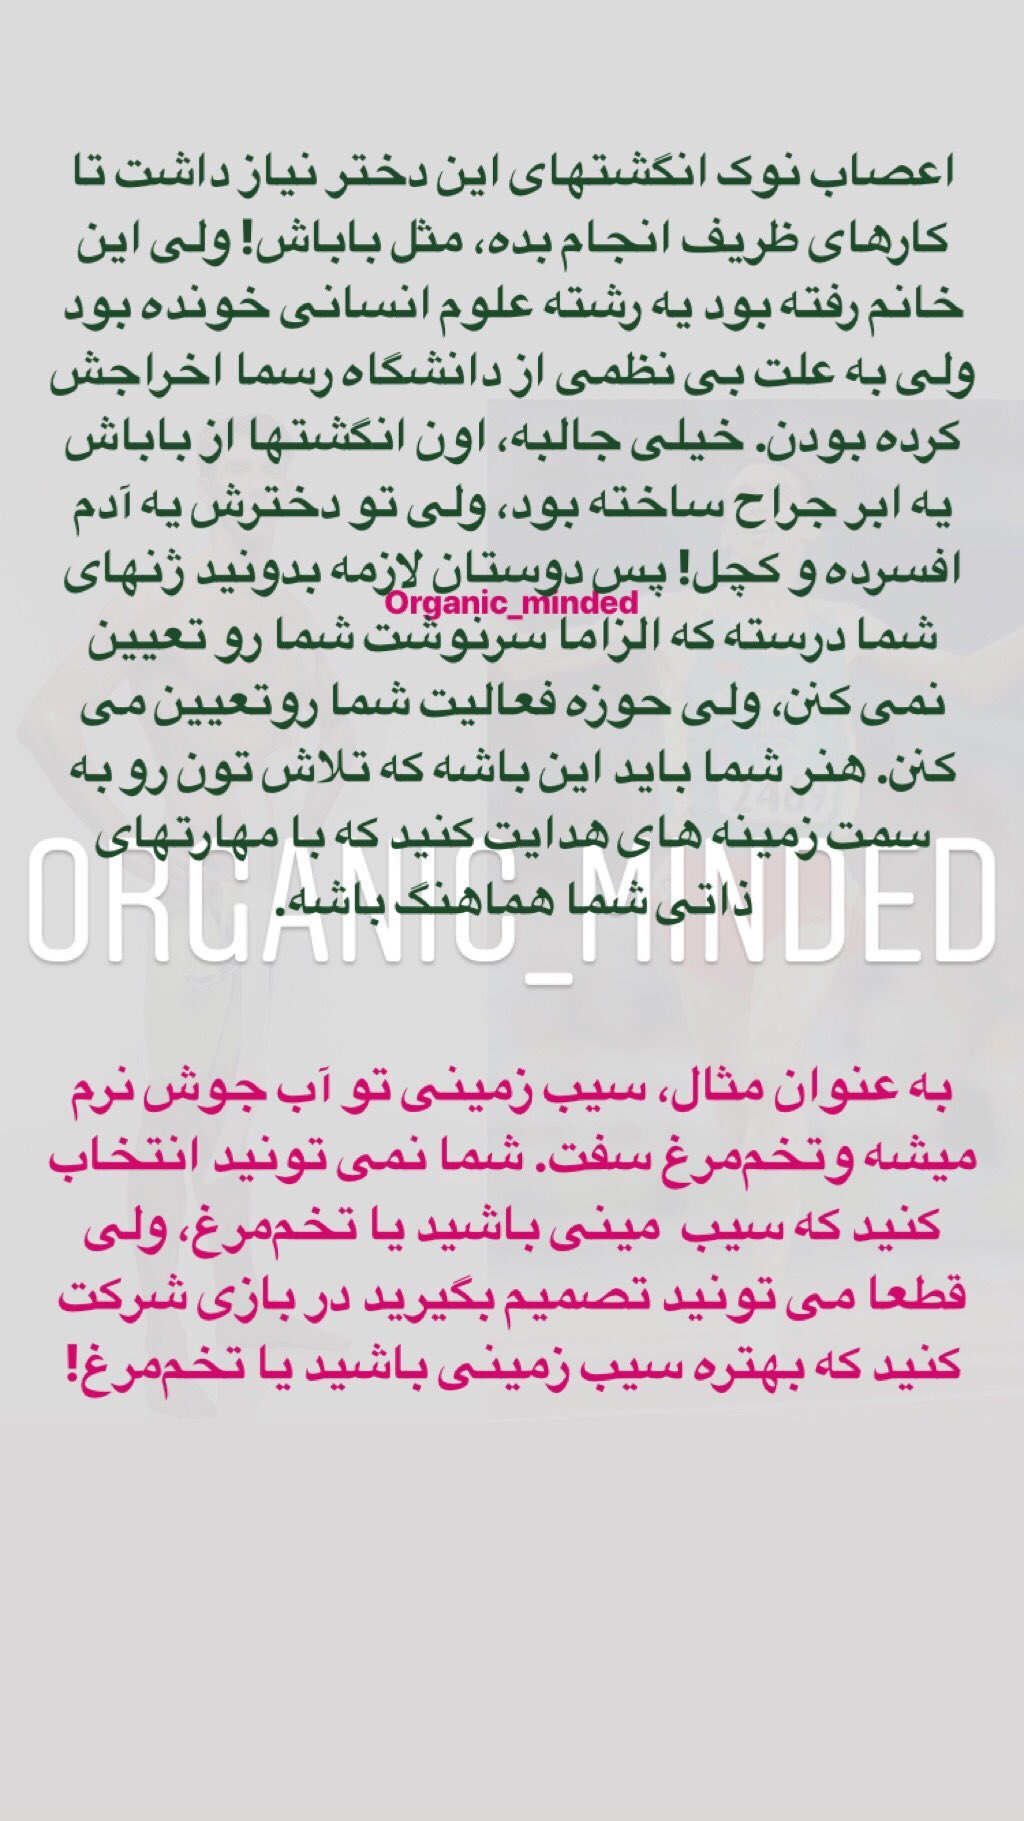 اعصاب نوک انگشتهای این دختر نیاز داشت تا
کارهای ظریف انجام بده، مثل باباش! ولی این
خانم رفته بود یه رشته علوم انسانی خونده بود
ولی به علت بی نظمی از دانشگاه رسما اخراجش
کرده بودن. خیلی جالبه، اون انگشتها از باباش
یه ابر جراح ساخته بود، ولی تو دخترش یه آدم
افسرده و کچل! پس دوستان لازمه بدونید ژنهای
Organic_minded
شما درسته که الزاما سرنوشت شما رو تعیین
نمی کنن، ولی حوزه فعالیت شما روتعیین می
کنن. هنر شما باید این باشه که تلاش تون رو به
سمت زمینه های هدایت کنید که با مهارتهای
ORGANIC_MINDED
ذاتی شما هماهنگ باشه.
2489
به عنوان مثال، سیب زمینی تو آب جوش نرم
میشه وتخم‌مرغ سفت. شما نمی تونید انتخاب
کنید که سیب  مینی باشید یا تخم‌مرغ، ولی
قطعا می تونید تصمیم بگیرید در بازی شرکت
کنید که بهتره سیب زمینی باشید یا تخم‌مرغ!